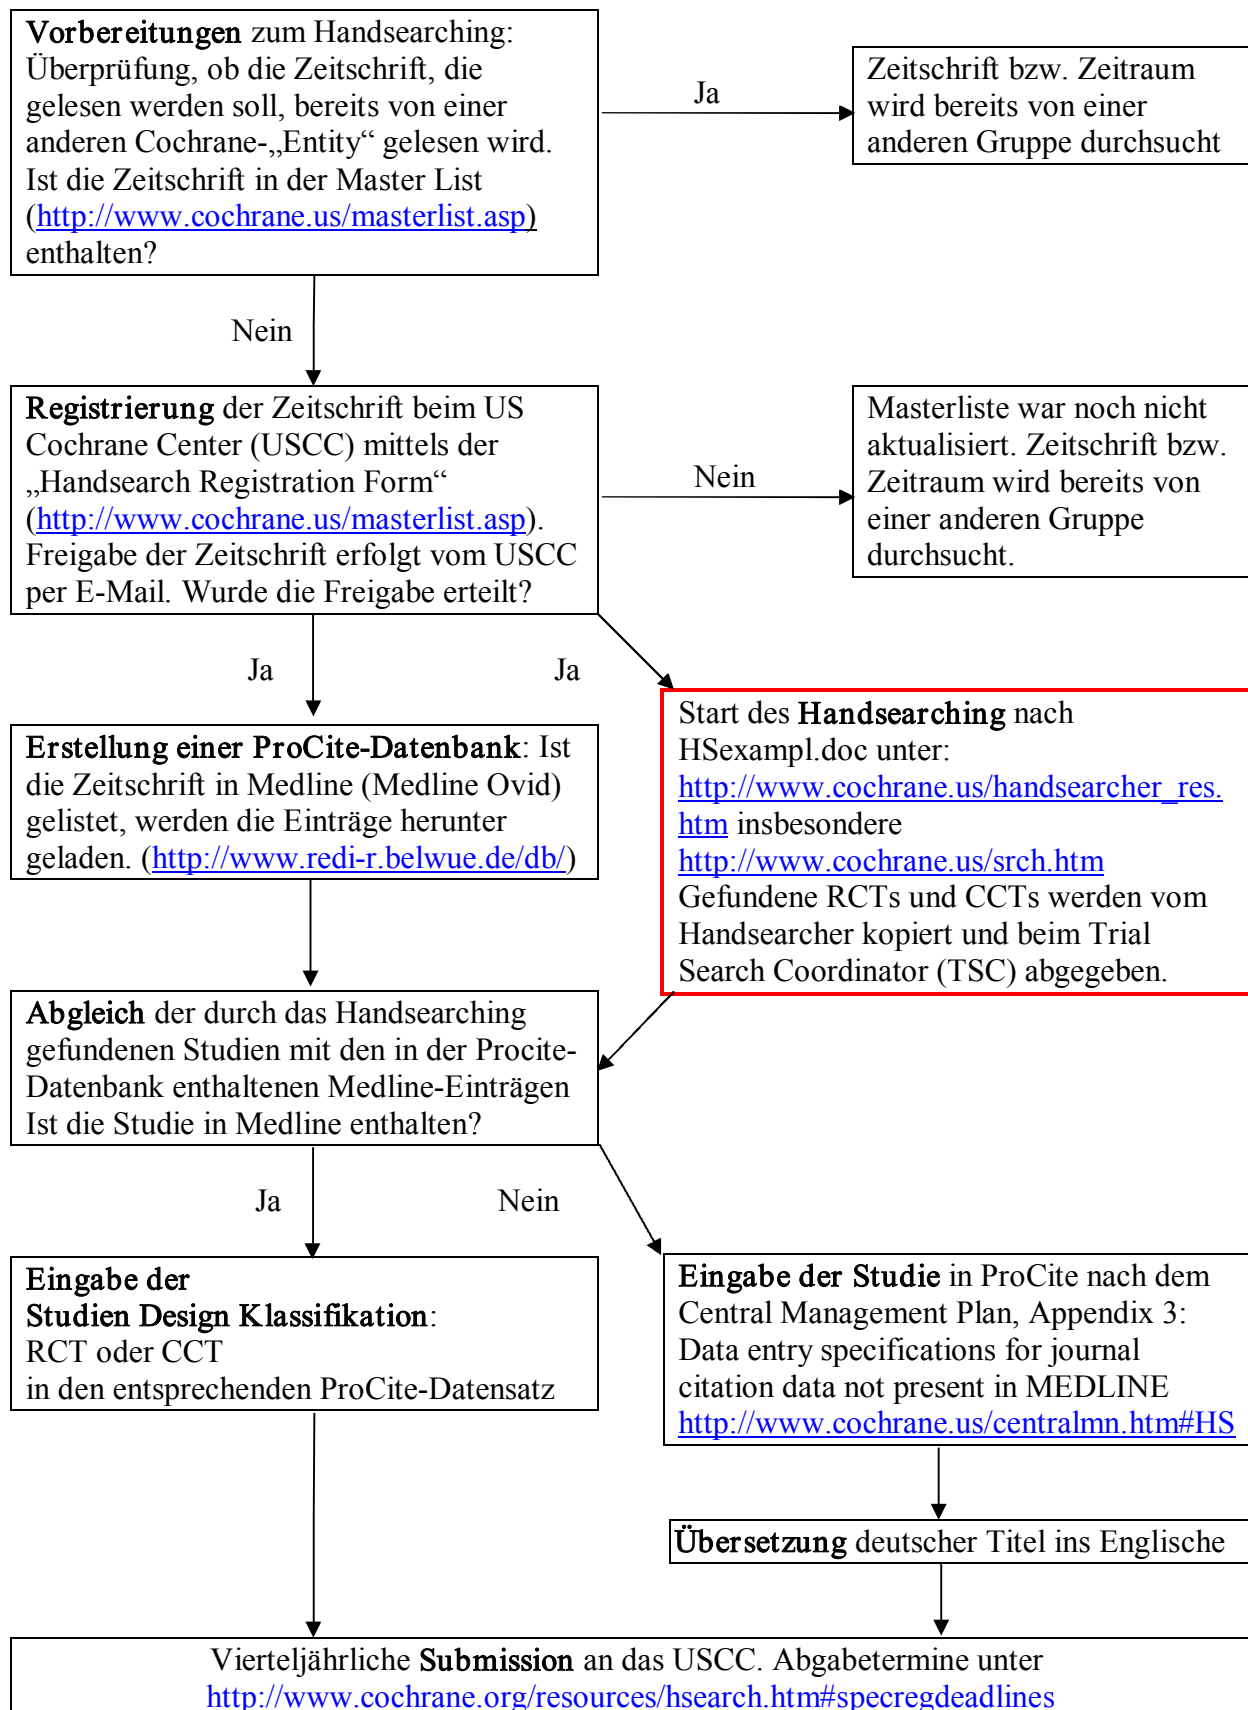 Vorbereitungen zum Handsearching:
Überprüfung, ob die Zeitschrift, die
gelesen werden soll, bereits von einer
anderen Cochrane-„Entity“ gelesen wird.
Ist die Zeitschrift in der Master List
(http://www.cochrane.us/masterlist.asp)
enthalten?
Ja
Zeitschrift bzw. Zeitraum
wird bereits von einer
anderen Gruppe durchsucht
Nein
Registrierung der Zeitschrift beim US
Cochrane Center (USCC) mittels der
„Handsearch Registration Form“
(http://www.cochrane.us/masterlist.asp).
Freigabe der Zeitschrift erfolgt vom USCC
per E-Mail. Wurde die Freigabe erteilt?
Nein
Masterliste war noch nicht
aktualisiert. Zeitschrift bzw.
Zeitraum wird bereits von
einer anderen Gruppe
durchsucht.
Ja
Ja
Erstellung einer ProCite-Datenbank: Ist
die Zeitschrift in Medline (Medline Ovid)
gelistet, werden die Einträge herunter
geladen. (http://www.redi-r.belwue.de/db/)
Start des Handsearching nach
HSexampl.doc unter:
http://www.cochrane.us/handsearcher_res.
htm insbesondere
http://www.cochrane.us/srch.htm
Gefundene RCTs und CCTs werden vom
Handsearcher kopiert und beim Trial
Search Coordinator (TSC) abgegeben.
Abgleich der durch das Handsearching
gefundenen Studien mit den in der Procite-
Datenbank enthaltenen Medline-Einträgen
Ist die Studie in Medline enthalten?
Ja
Nein
Eingabe der
Studien Design Klassifikation:
RCT oder CCT
in den entsprechenden ProCite-Datensatz
Eingabe der Studie in ProCite nach dem
Central Management Plan, Appendix 3:
Data entry specifications for journal
citation data not present in MEDLINE
http://www.cochrane.us/centralmn.htm#HS
Übersetzung deutscher Titel ins Englische
Vierteljährliche Submission an das USCC. Abgabetermine unter
http://www.cochrane.org/resources/hsearch.htm#specregdeadlines